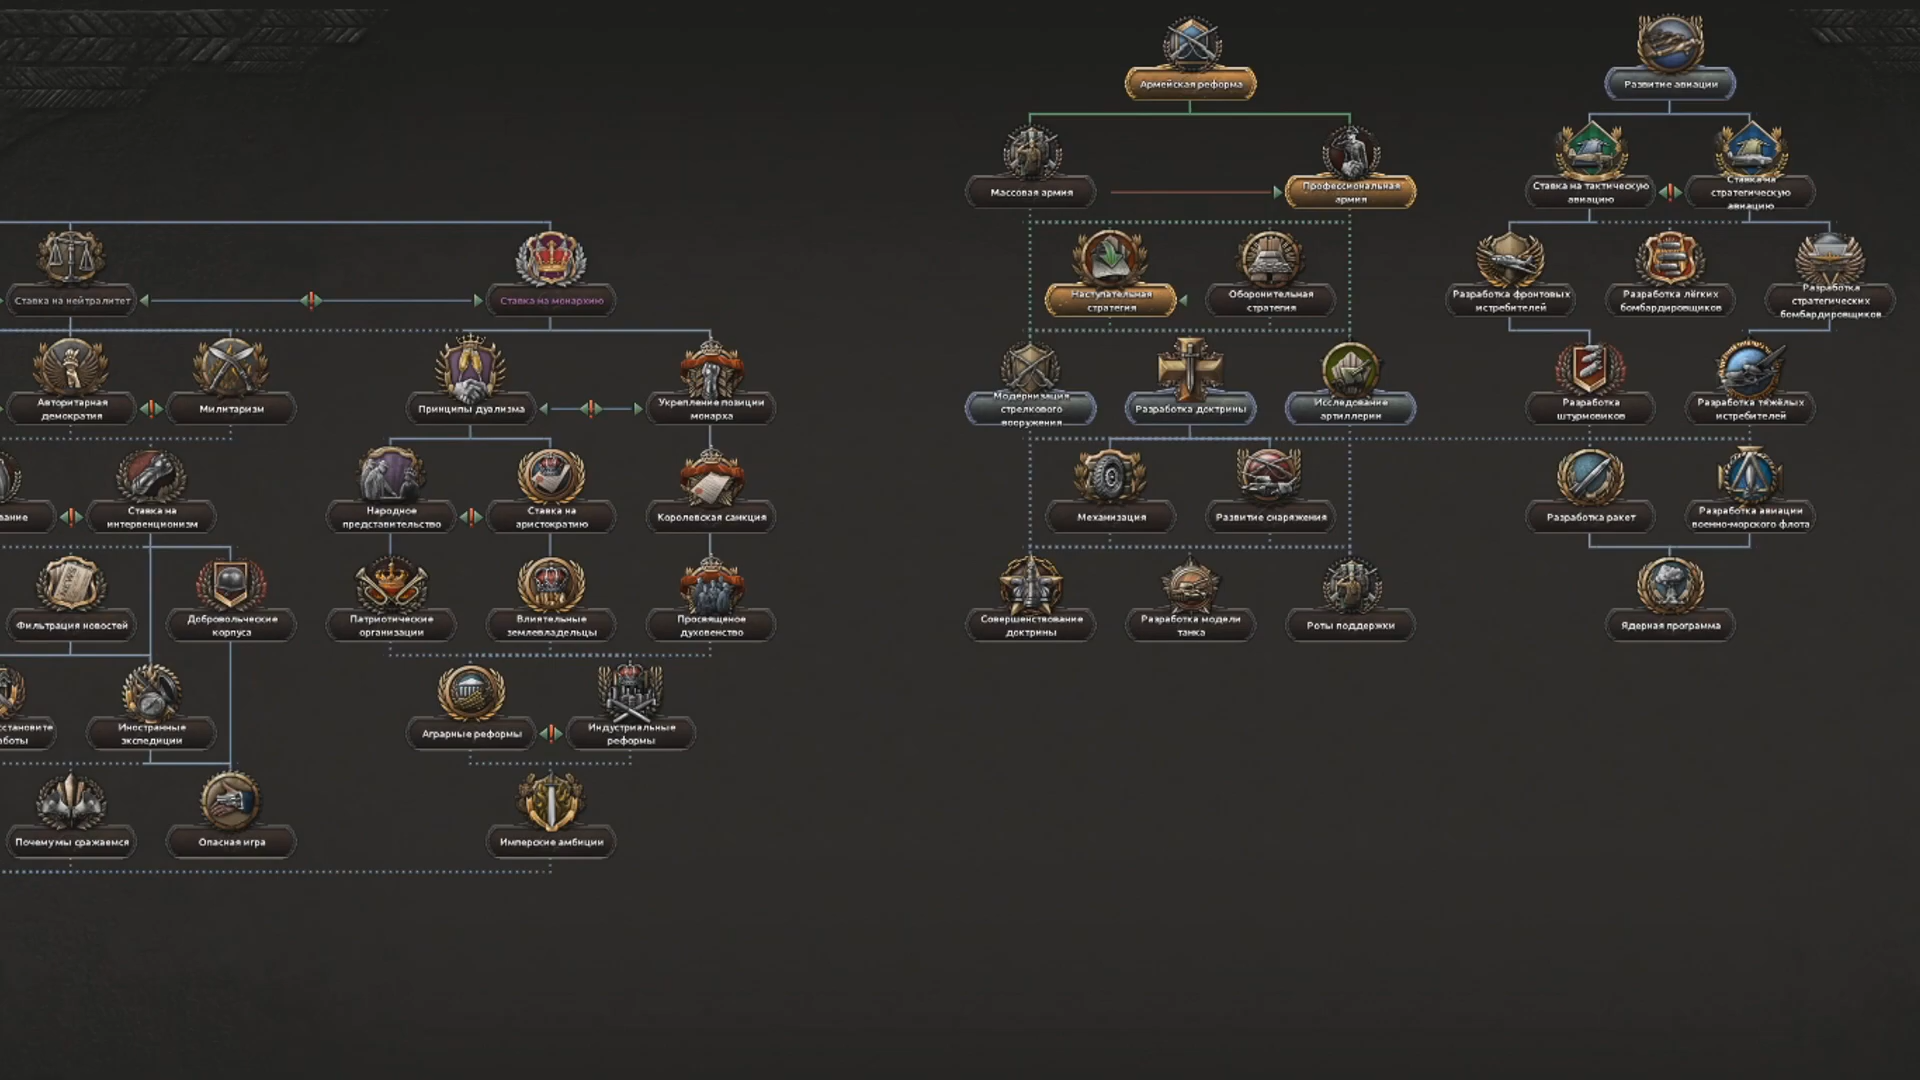 Армейская реформа
Развитие авиации
Массовая армия
Профессиональная
армия
Ставка на тактическую
авиацию
Ставка на
стратегическую
авиацию
Ставка на нейтралитет
Ставка на монархию
Наступательная
стратегия
Оборонительная
стратегия
Разработка фронтовых
истребителей
Разработка лёгких
бомбардировщиков
Разработка
стратегических
бомбардировщиков
Авторитарная
демократия
Милитаризм
Принципы дуализма
Укрепление позиции
монарха
Модернизация
стрелкового
вооружения
Разработка доктрины
Исследование
артиллерии
Разработка
штурмовиков
Разработка тяжёлых
истребителей
вание
Ставка на
интервенционизм
Народное
представительство
Ставка на
аристократию
Королевская санкция
Механизация
Развитие снаряжения
Разработка ракет
Разработка авиации
военно-морского флота
NEWS
Фильтрация новостей
Добровольческие
корпуса
Патриотические
организации
Влиятельные
землевладельцы
Просвященое
духовенство
Совершенствование
доктрины
Разработка модели
танка
Роты поддержки
Ядерная программа
сстановите
аботы
Иностранные
экспедиции
Аграрные реформы
Индустриальные
реформы
Почему мы сражаемся
Опасная игра
Имперские амбиции